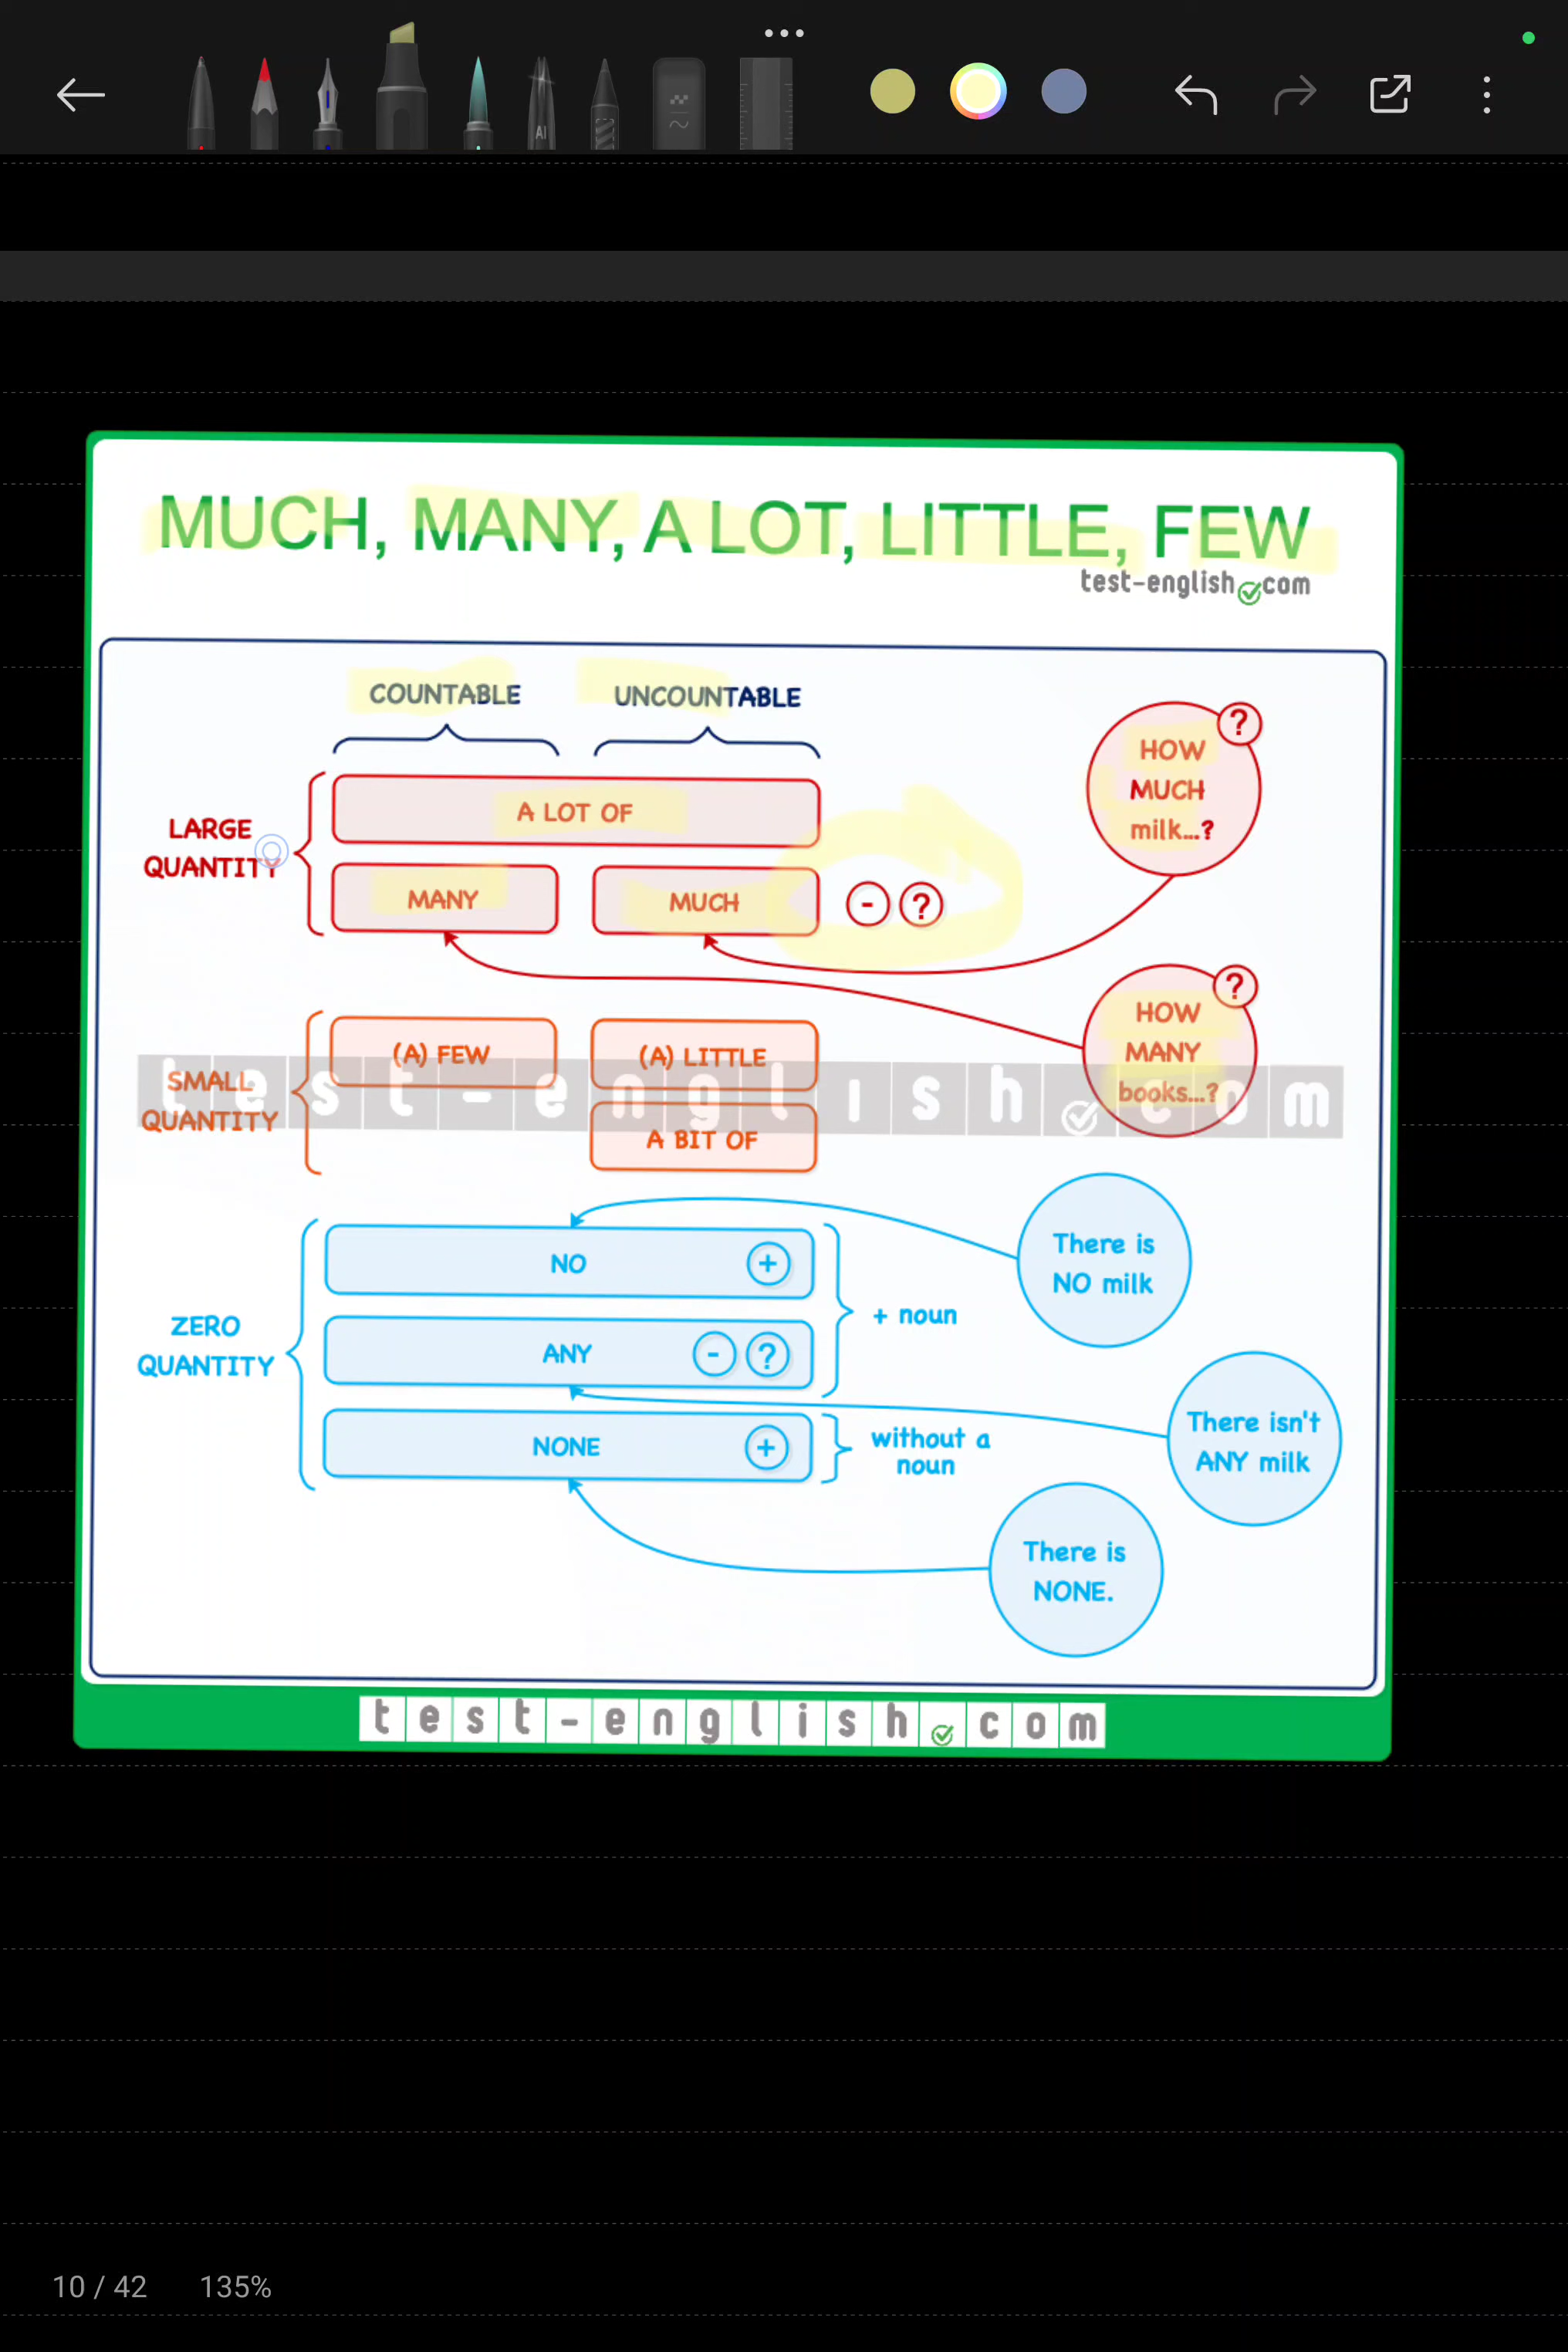 AI
MUCH, MANY, A LOT, LITTLE, FEW
test-english.com
COUNTABLE
UNCOUNTABLE
LARGE
QUANTITY
A LOT OF
MANY
MUCH
- ?
?
HOW
MUCH
milk...?
?
HOW
MANY
books...?
SMALL
QUANTITY
(A) FEW
(A) LITTLE
A BIT OF
test-english.com
ZERO
QUANTITY
NO +
ANY - ?
NONE +
+ noun
without a
noun
There is
NO milk
There isn't
ANY milk
There is
NONE.
test-english.com
10 / 42
135%